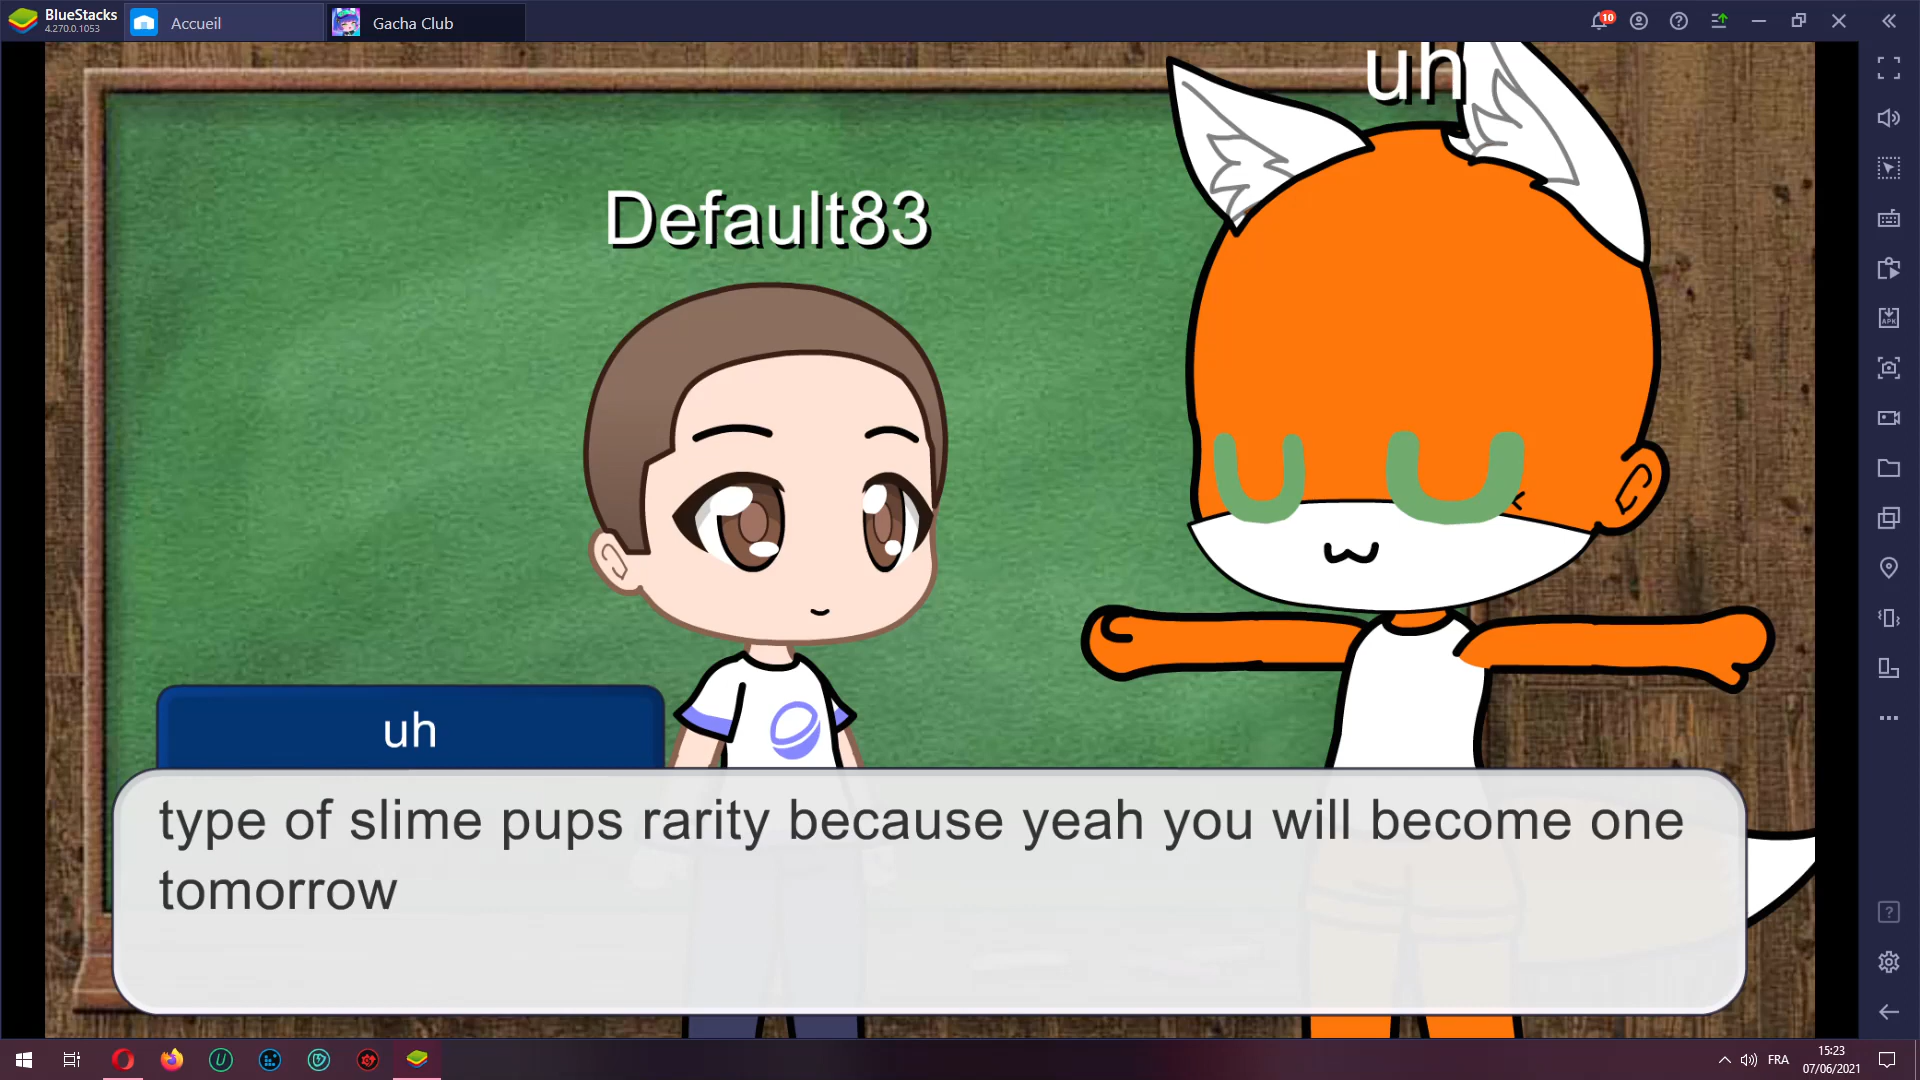 BlueStacks
4.270.0.1053
Accueil
Gacha Club
10
uh
Default83
uh
type of slime pups rarity because yeah you will become one
tomorrow
APK
FRA
15:23
07/06/2021